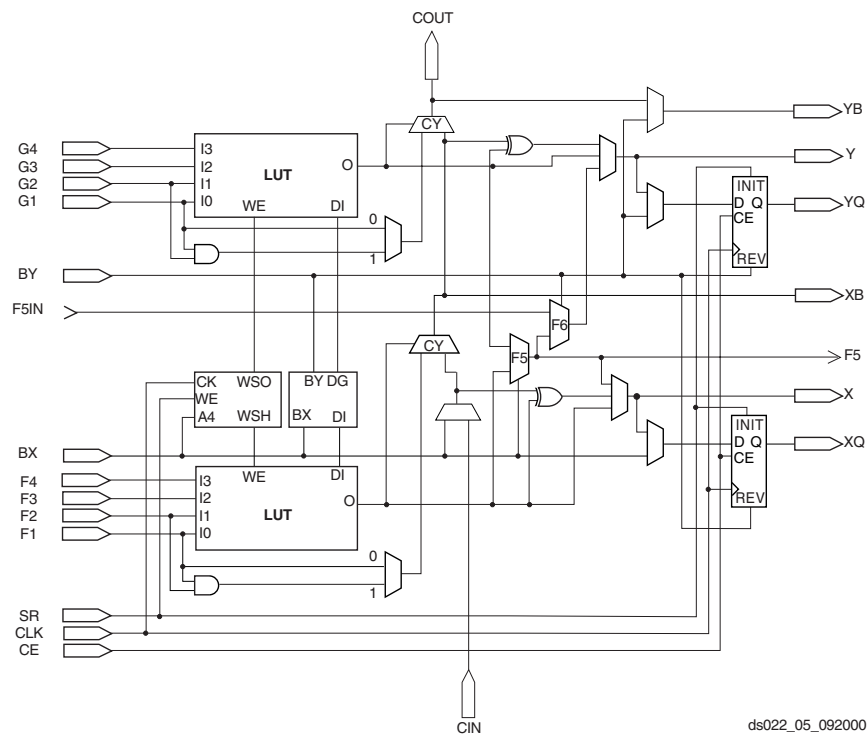 COUT
YB
CY
G4
G3
G2
G1
I3
I2
I1
I0
LUT
O
WE
DI
Y
INIT
D Q
CE
REV
YQ
0
1
BY
F5IN
XB
F6
CY
F5
F5
CK
WE
A4
WSO
WSH
BY DG
BX
DI
X
INIT
D Q
CE
REV
XQ
BX
F4
F3
F2
F1
I3
I2
I1
I0
WE
DI
LUT
O
0
1
SR
CLK
CE
CIN
ds022_05_092000